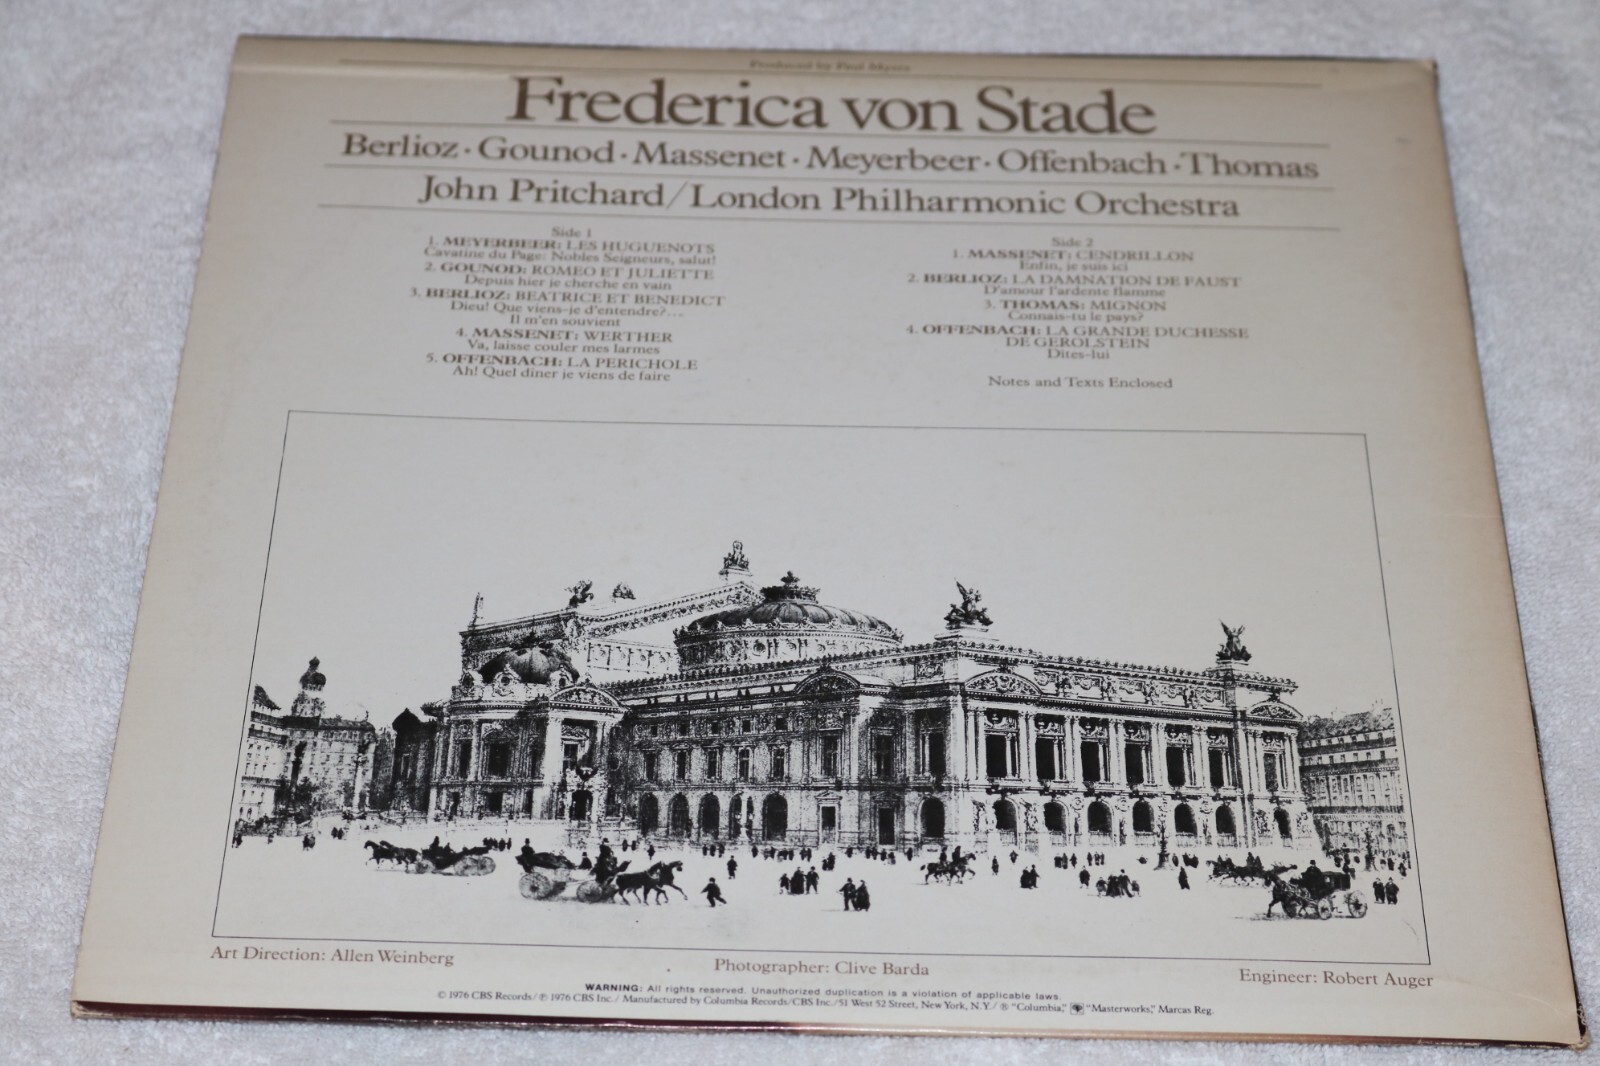 Produced by Paul Myers
Frederica von Stade
Berlioz · Gounod · Massenet · Meyerbeer · Offenbach · Thomas
John Pritchard/London Philharmonic Orchestra
Side 1
1. MEYERBEER: LES HUGUENOTS
Cavatine du Page: Nobles Seigneurs, salut!
2. GOUNOD: ROMEO ET JULIETTE
Depuis hier je cherche en vain
3. BERLIOZ: BEATRICE ET BENEDICT
Dieu! Que viens-je d'entendre?...
Il m'en souvient
4. MASSENET: WERTHER
Va, laisse couler mes larmes
5. OFFENBACH: LA PERICHOLE
Ah! Quel diner je viens de faire
Side 2
1. MASSENET: CENDRILLON
Enfin, je suis ici
2. BERLIOZ: LA DAMNATION DE FAUST
D'amour l'ardente flamme
3. THOMAS: MIGNON
Connais-tu le pays?
4. OFFENBACH: LA GRANDE DUCHESSE
DE GEROLSTEIN
Dites-lui
Notes and Texts Enclosed
Art Direction: Allen Weinberg
Photographer: Clive Barda
Engineer: Robert Auger
WARNING: All rights reserved. Unauthorized duplication is a violation of applicable laws.
© 1976 CBS Records/ ℗ 1976 CBS Inc./ Manufactured by Columbia Records/CBS Inc./51 West 52 Street, New York, N.Y./ ® "Columbia," "Masterworks," Marcas Reg.